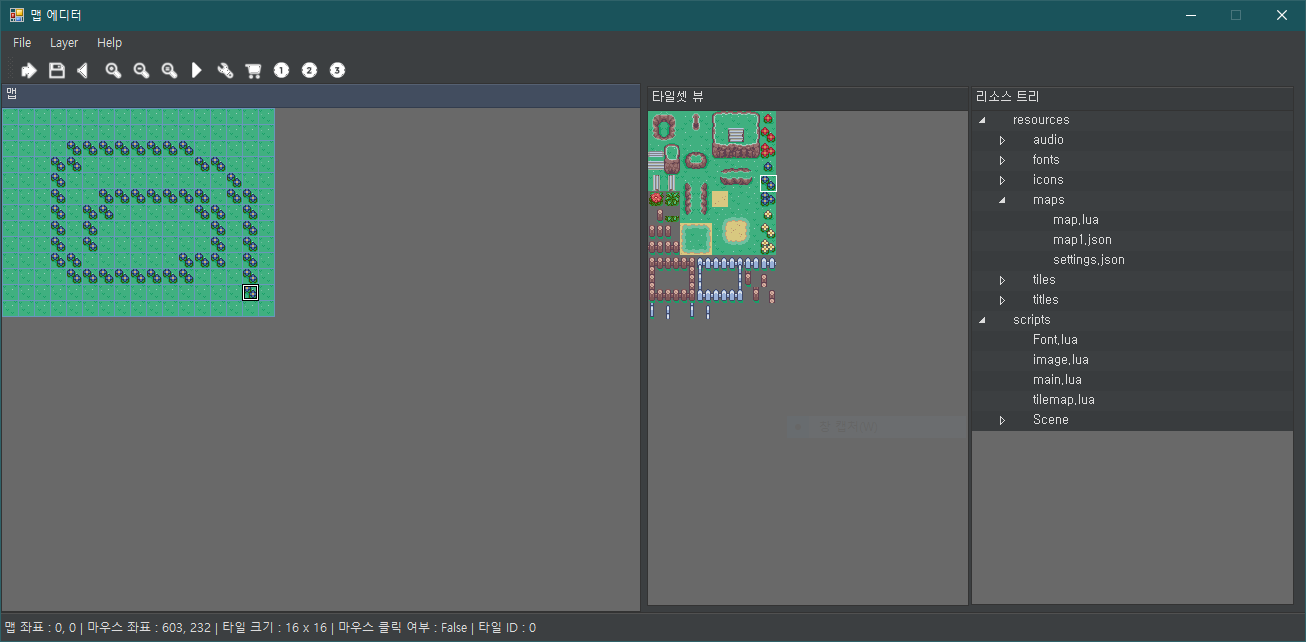 맵 에디터
File Layer Help
1 2 3
맵
타일셋 뷰
리소스 트리
resources
audio
fonts
icons
maps
map.lua
map1.json
settings.json
tiles
titles
scripts
Font.lua
image.lua
main.lua
tilemap.lua
Scene
맵 좌표 : 0, 0 | 마우스 좌표 : 603, 232 | 타일 크기 : 16 x 16 | 마우스 클릭 여부 : False | 타일 ID : 0